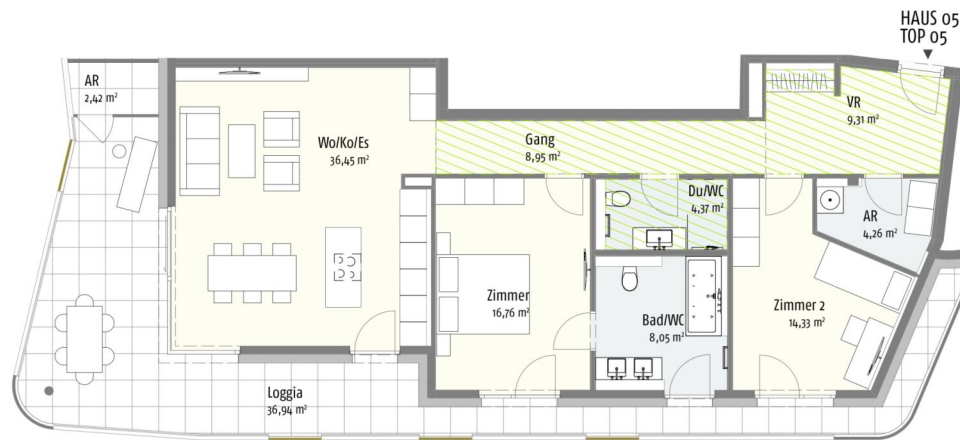 HAUS 05
TOP 05
AR
2,42 m²
Wo/Ko/Es
36,45 m²
Gang
8,95 m²
VR
9,31 m²
Du/WC
4,37 m²
AR
4,26 m²
Zimmer
16,76 m²
Bad/WC
8,05 m²
Zimmer 2
14,33 m²
Loggia
36,94 m²